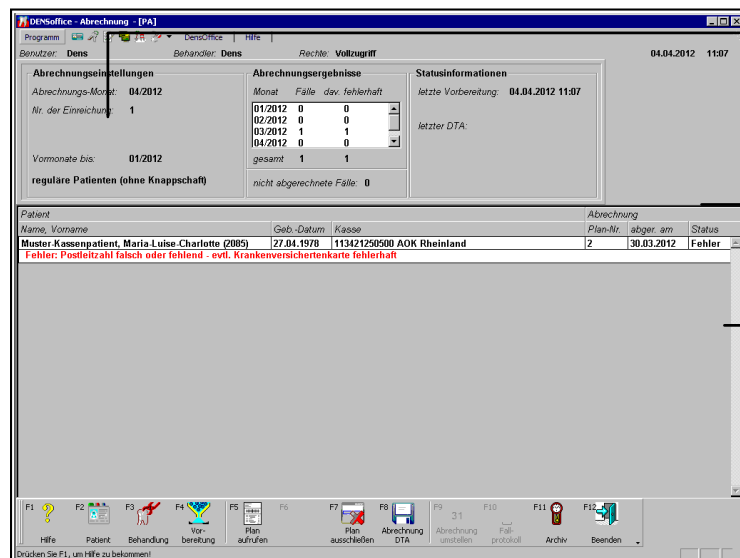 DENSoffice - Abrechnung - [PA]
Programm DensOffice | Hilfe |
Benutzer: Dens Behandler: Dens Rechte: Vollzugriff 04.04.2012 11:07
Abrechnungseinstellungen
Abrechnungs-Monat: 04/2012
Nr. der Einreichung: 1
Vormonate bis: 01/2012
reguläre Patienten (ohne Knappschaft)
Abrechnungsergebnisse
Monat Fälle dav. fehlerhaft
01/2012 0 0
02/2012 0 0
03/2012 1 1
04/2012 0 0
gesamt 1 1
nicht abgerechnete Fälle: 0
Statusinformationen
letzte Vorbereitung: 04.04.2012 11:07
letzter DTA:
Patient Abrechnung
Name, Vorname Geb.-Datum Kasse Plan-Nr. abger. am Status
Muster-Kassenpatient, Maria-Luise-Charlotte (2085) 27.04.1978 113421250500 AOK Rheinland 2 30.03.2012 Fehler
Fehler: Postleitzahl falsch oder fehlend - evtl. Krankenversichertenkarte fehlerhaft
F1 Hilfe
F2 Patient
F3 Behandlung
F4 Vor-
bereitung
F5 Plan
aufrufen
F6
F7 Plan
ausschließen
F8 Abrechnung
DTA
F9 31 Abrechnung
umstellen
F10 Fall-
protokoll
F11 Archiv
F12 Beenden
Drücken Sie F1, um Hilfe zu bekommen!